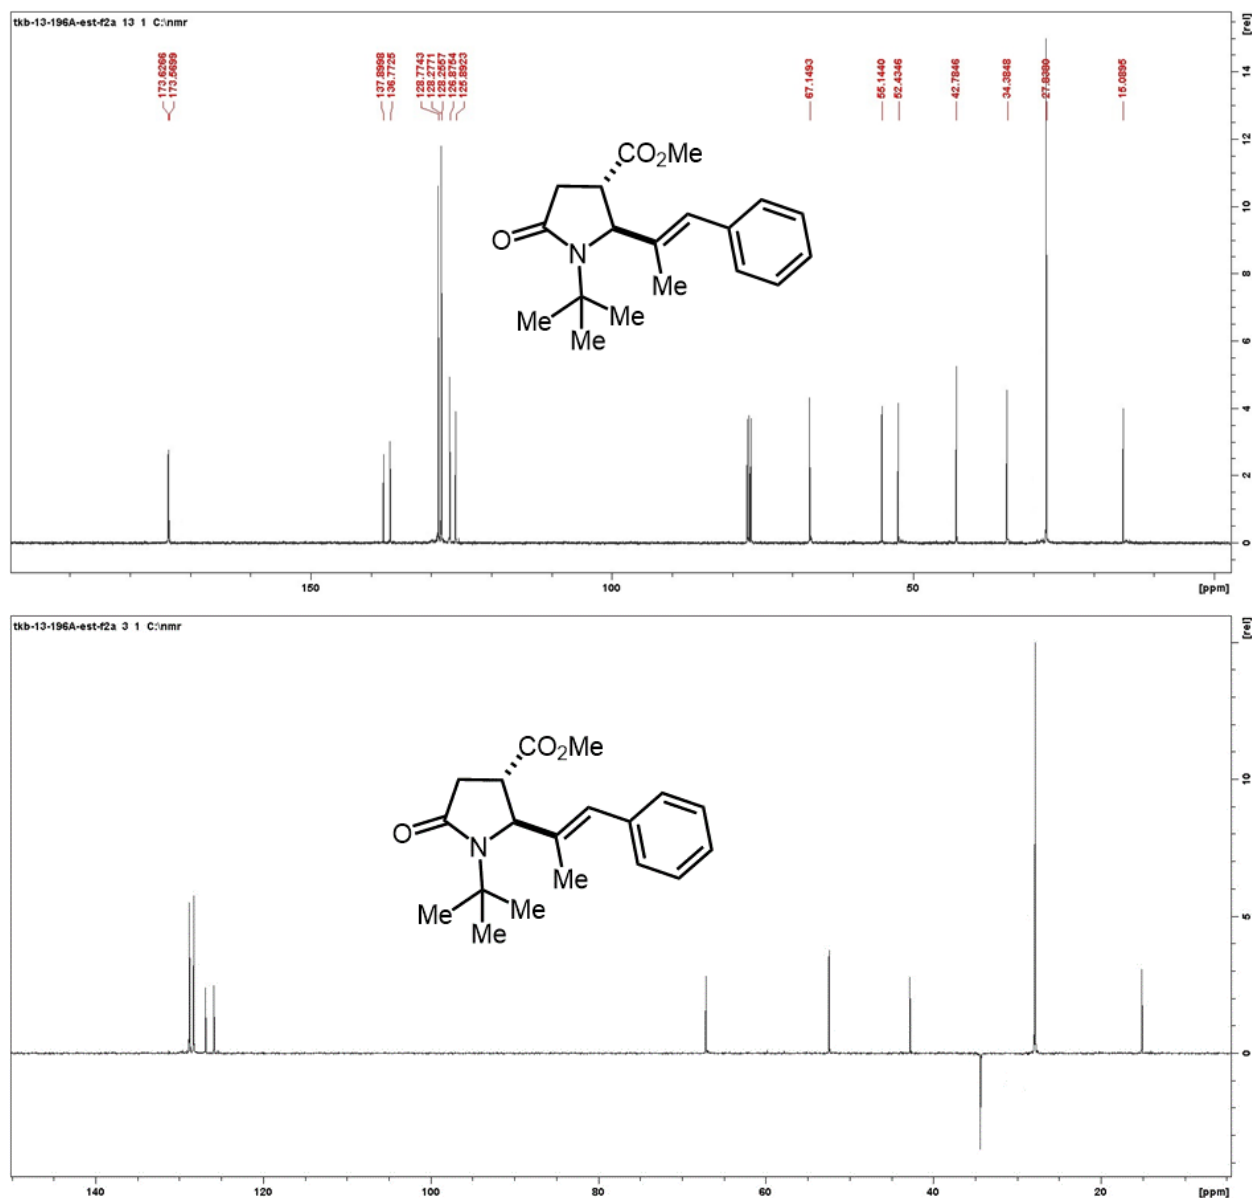 tkb-13-196A-est-f2a 13 1 C:\nmr
[rel]
173.6266
173.5699
137.8998
136.7725
128.7743
128.2771
128.2557
126.8754
125.8923
67.1493
55.1440
52.4346
42.7846
34.3848
27.8380
15.0895
14
12
10
8
6
4
2
0
CO2Me
O
N
Me
Me
Me
Me
150
100
50
[ppm]
tkb-13-196A-est-f2a 3 1 C:\nmr
[rel]
10
5
0
CO2Me
O
N
Me
Me
Me
Me
140
120
100
80
60
40
20
[ppm]